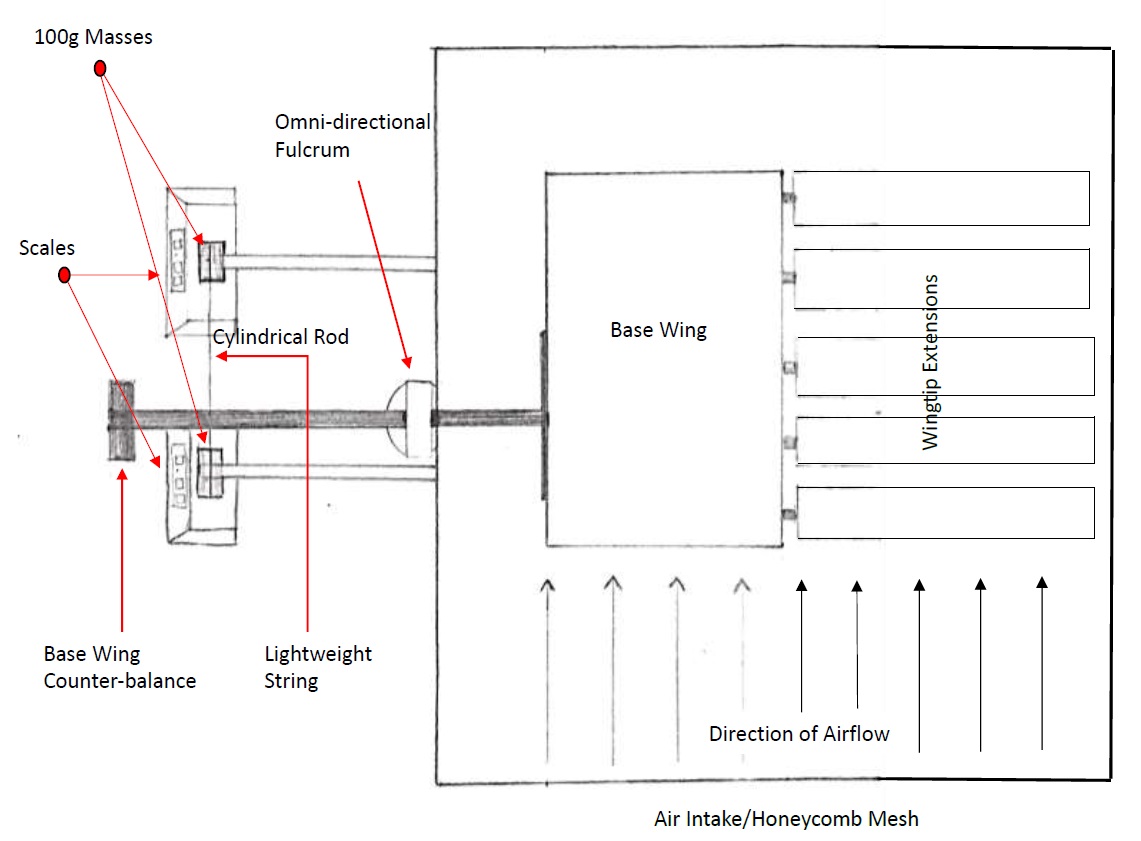 100g Masses
Omni-directional
Fulcrum
Scales
Cylindrical Rod
Base Wing
Wingtip Extensions
Base Wing
Counter-balance
Lightweight
String
Direction of Airflow
Air Intake/Honeycomb Mesh